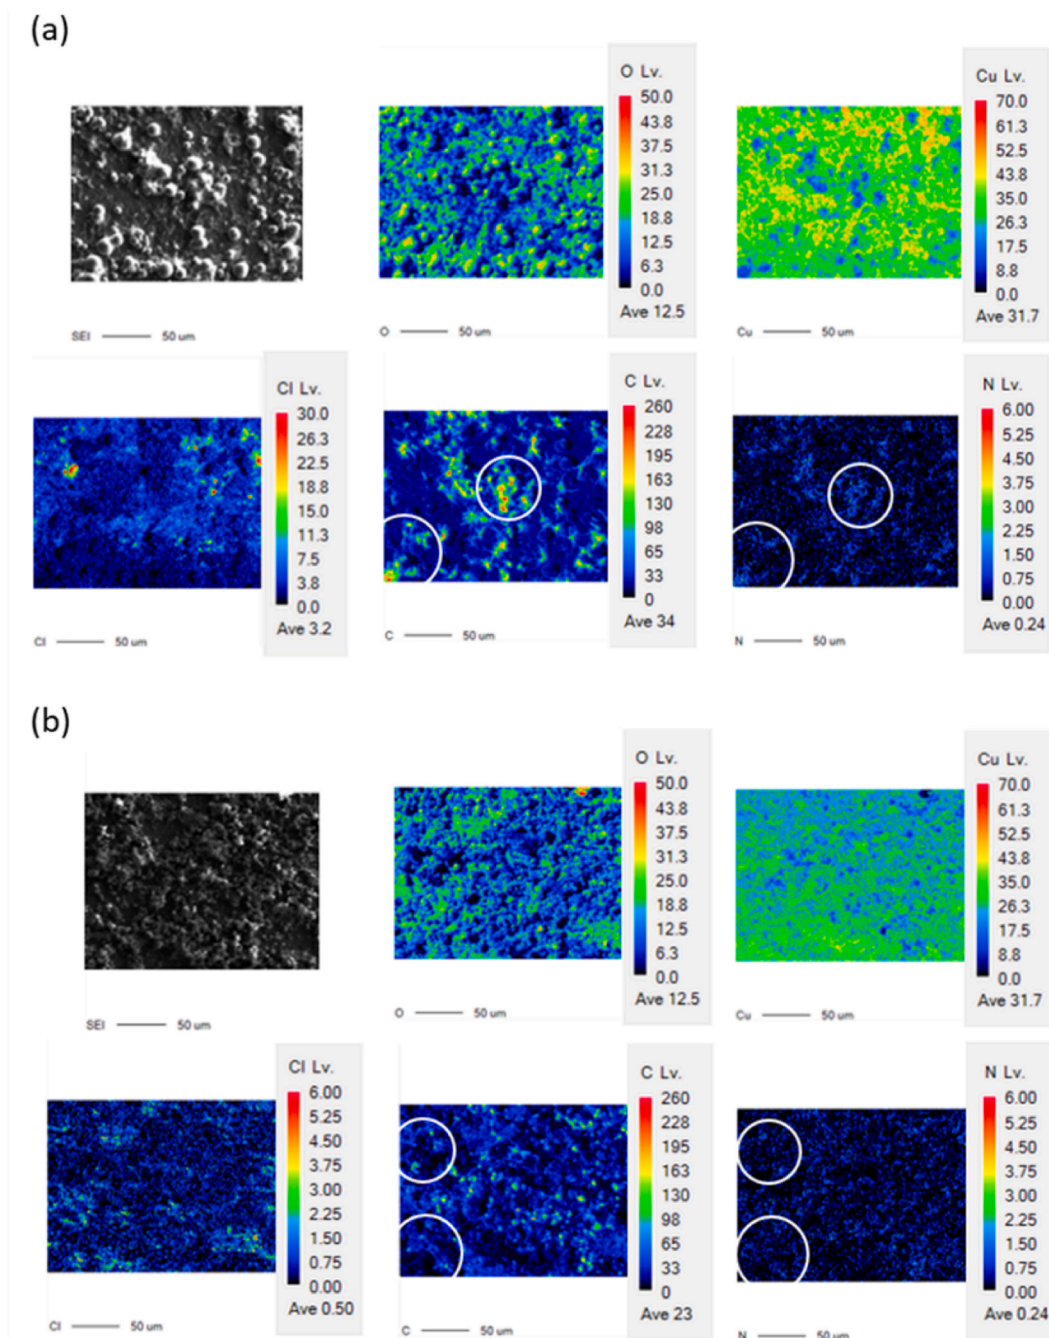 (a)
O Lv.
50.0
43.8
37.5
31.3
25.0
18.8
12.5
6.3
0.0
Ave 12.5
Cu Lv.
70.0
61.3
52.5
43.8
35.0
26.3
17.5
8.8
0.0
Ave 31.7
SEI 50 um
O 50 um
Cu 50 um
Cl Lv.
30.0
26.3
22.5
18.8
15.0
11.3
7.5
3.8
0.0
Ave 3.2
C Lv.
260
228
195
163
130
98
65
33
0
Ave 34
N Lv.
6.00
5.25
4.50
3.75
3.00
2.25
1.50
0.75
0.00
Ave 0.24
Cl 50 um
C 50 um
N 50 um
(b)
O Lv.
50.0
43.8
37.5
31.3
25.0
18.8
12.5
6.3
0.0
Ave 12.5
Cu Lv.
70.0
61.3
52.5
43.8
35.0
26.3
17.5
8.8
0.0
Ave 31.7
SEI 50 um
O 50 um
Cu 50 um
Cl Lv.
6.00
5.25
4.50
3.75
3.00
2.25
1.50
0.75
0.00
Ave 0.50
C Lv.
260
228
195
163
130
98
65
33
0
Ave 23
N Lv.
6.00
5.25
4.50
3.75
3.00
2.25
1.50
0.75
0.00
Ave 0.24
Cl 50 um
C 50 um
N 50 um